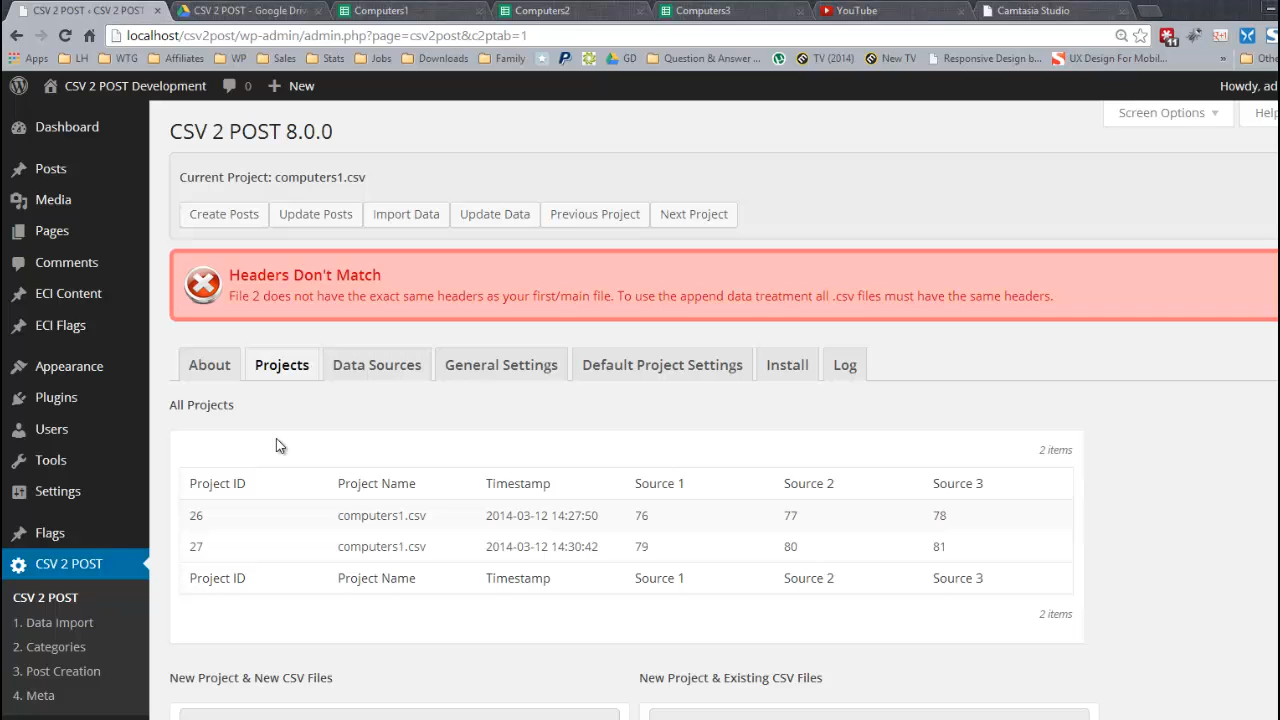 CSV 2 POST ‹ CSV 2 POST
CSV 2 POST - Google Driv
Computers1
Computers2
Computers3
YouTube
Camtasia Studio
localhost/csv2post/wp-admin/admin.php?page=csv2post&c2ptab=1
Apps LH WTG Affiliates WP Sales Stats Jobs Downloads Family GD Question & Answer ... TV (2014) New TV Responsive Design b... UX Design For Mobil... » Othe
CSV 2 POST Development 0 + New Howdy, ad
Screen Options Help
Dashboard
Posts
Media
Pages
Comments
ECI Content
ECI Flags
Appearance
Plugins
Users
Tools
Settings
Flags
CSV 2 POST
CSV 2 POST
1. Data Import
2. Categories
3. Post Creation
4. Meta
CSV 2 POST 8.0.0
Current Project: computers1.csv
Create Posts Update Posts Import Data Update Data Previous Project Next Project
Headers Don't Match
File 2 does not have the exact same headers as your first/main file. To use the append data treatment all .csv files must have the same headers.
About Projects Data Sources General Settings Default Project Settings Install Log
All Projects
2 items
Project ID Project Name Timestamp Source 1 Source 2 Source 3
26 computers1.csv 2014-03-12 14:27:50 76 77 78
27 computers1.csv 2014-03-12 14:30:42 79 80 81
Project ID Project Name Timestamp Source 1 Source 2 Source 3
2 items
New Project & New CSV Files New Project & Existing CSV Files